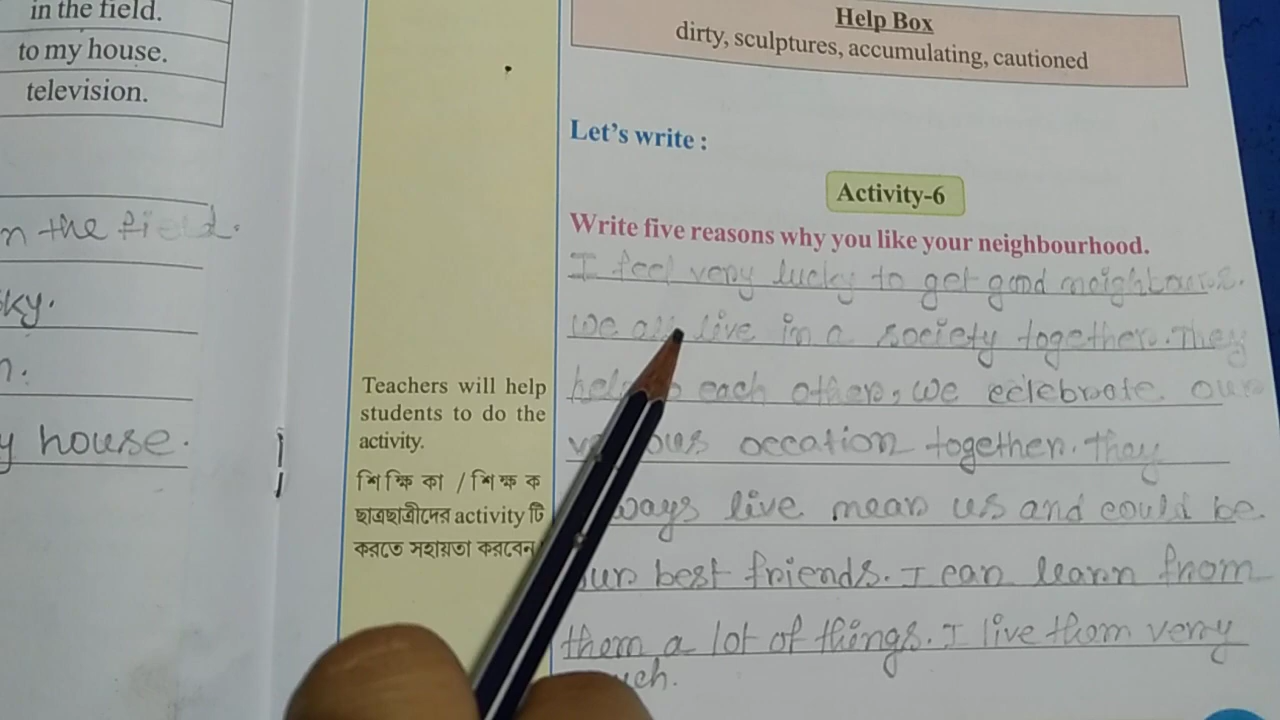 in the field.
to my house.
television.
n the field.
ky.
n.
y house.
Help Box
dirty, sculptures, accumulating, cautioned
Let's write :
Activity-6
Write five reasons why you like your neighbourhood.
I feel very lucky to get good neighbours.
We all live in a society together. They
each other, we celebrate our
occation together. they
ways live near us and could be
our best friends. I can learn from
them a lot of things. I live them very
Teachers will help
students to do the
activity.
শিক্ষিকা / শিক্ষক
ছাত্রছাত্রীদের activity টি
করতে সহায়তা করবেন